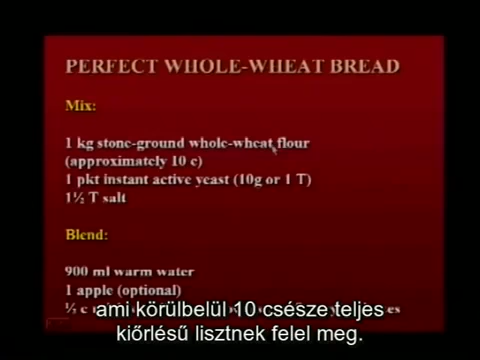 PERFECT WHOLE-WHEAT BREAD
Mix:
1 kg stone-ground whole-wheat flour
(approximately 10 c)
1 pkt instant active yeast (10g or 1 T)
1½ T salt
Blend:
900 ml warm water
1 apple (optional)
ami körülbelül 10 csésze teljes
kiőrlésű lisztnek felel meg.